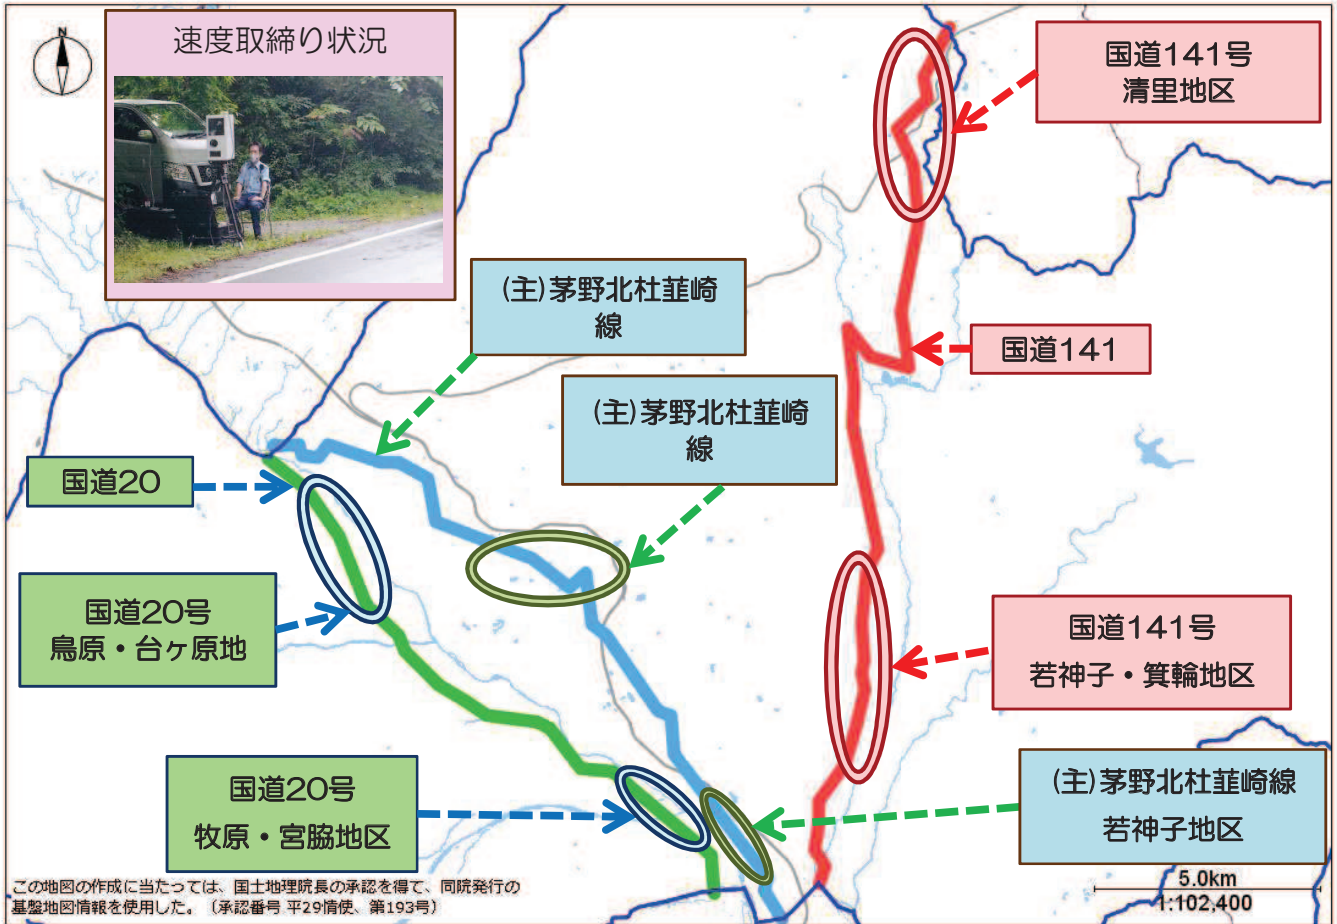 N
速度取締り状況
国道141号
清里地区
(主)茅野北杜韮崎
線
国道141
(主)茅野北杜韮崎
線
国道20
国道20号
鳥原・台ヶ原地
国道141号
若神子・箕輪地区
国道20号
牧原・宮脇地区
(主)茅野北杜韮崎線
若神子地区
この地図の作成に当たっては、国土地理院長の承認を得て、同院発行の
基盤地図情報を使用した。（承認番号 平29情使、第193号）
5.0km
1:102,400